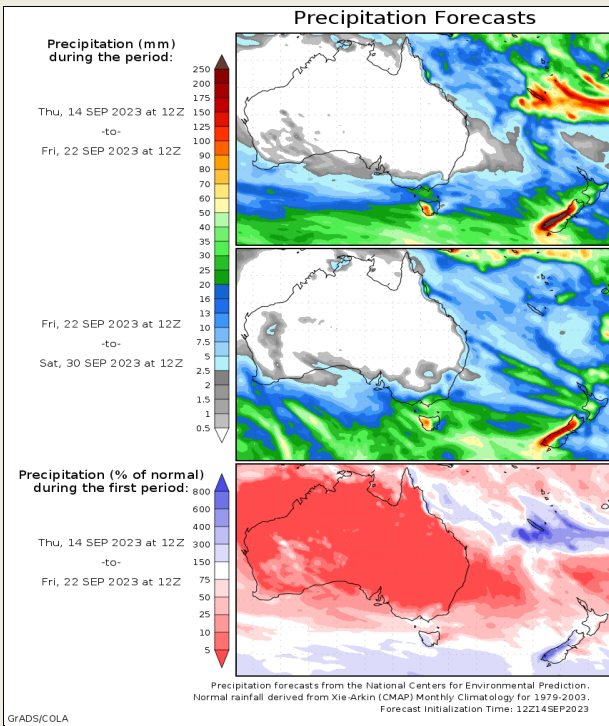 Precipitation Forecasts
Precipitation (mm)
during the period:
Thu, 14 SEP 2023 at 12Z
-to-
Fri, 22 SEP 2023 at 12Z
250
200
175
150
125
100
90
80
70
60
50
40
35
30
25
20
16
13
10
7.5
5
2.5
2
1.5
1
0.5
Fri, 22 SEP 2023 at 12Z
-to-
Sat, 30 SEP 2023 at 12Z
Precipitation (% of normal)
during the first period:
Thu, 14 SEP 2023 at 12Z
-to-
Fri, 22 SEP 2023 at 12Z
800
600
400
300
150
75
50
25
10
5
Precipitation forecasts from the National Centers for Environmental Prediction.
Normal rainfall derived from Xie-Arkin (CMAP) Monthly Climatology for 1979-2003.
Forecast Initialization Time: 12Z14SEP2023
GrADS/COLA